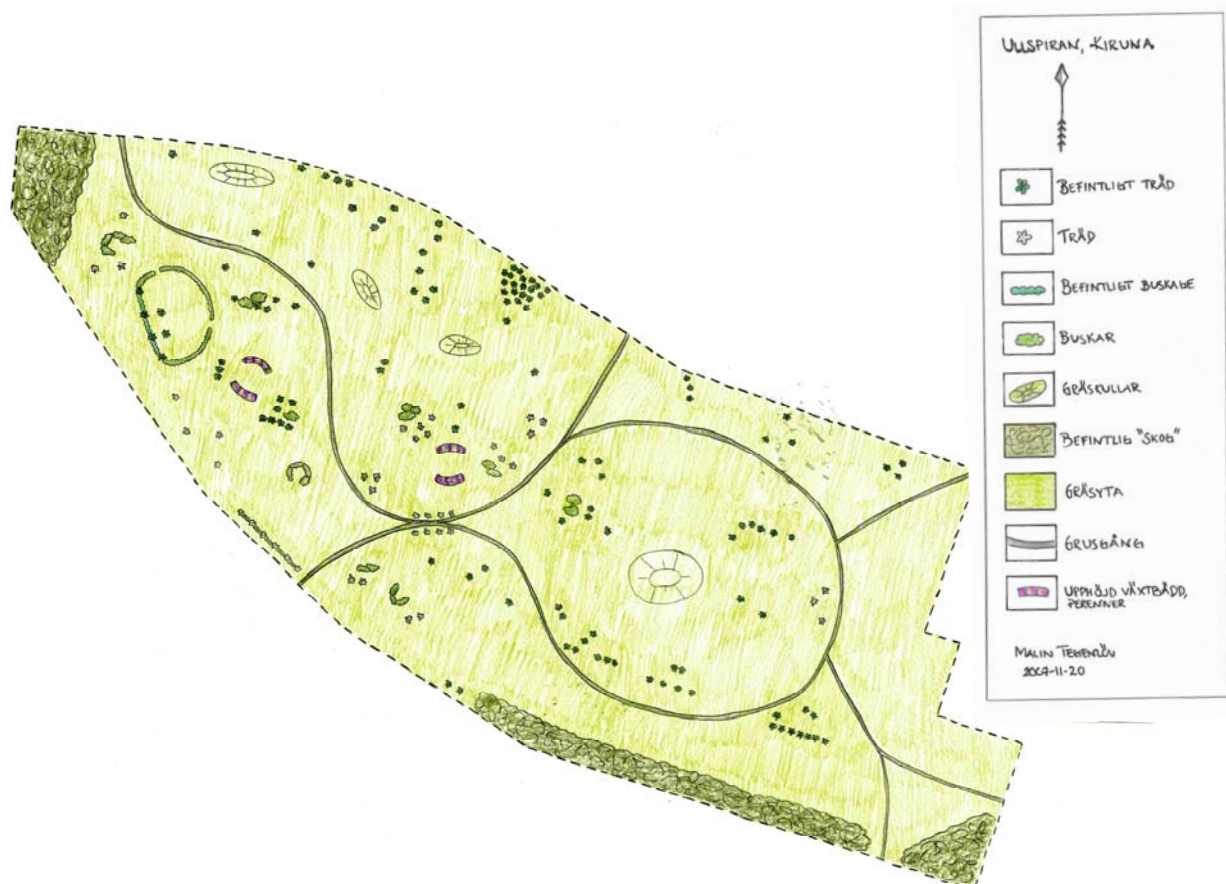 ULLSPIRAN, KIRUNA
BEFINTLIGT TRÄD
TRÄD
BEFINTLIGT BUSKAGE
BUSKAR
GRÄSKULLAR
BEFINTLIG "SKOG"
GRÄSYTA
GRUSGÅNG
UPPHÖJD VÄXTBÄDD,
PERENNER
MALIN
2007-11-20